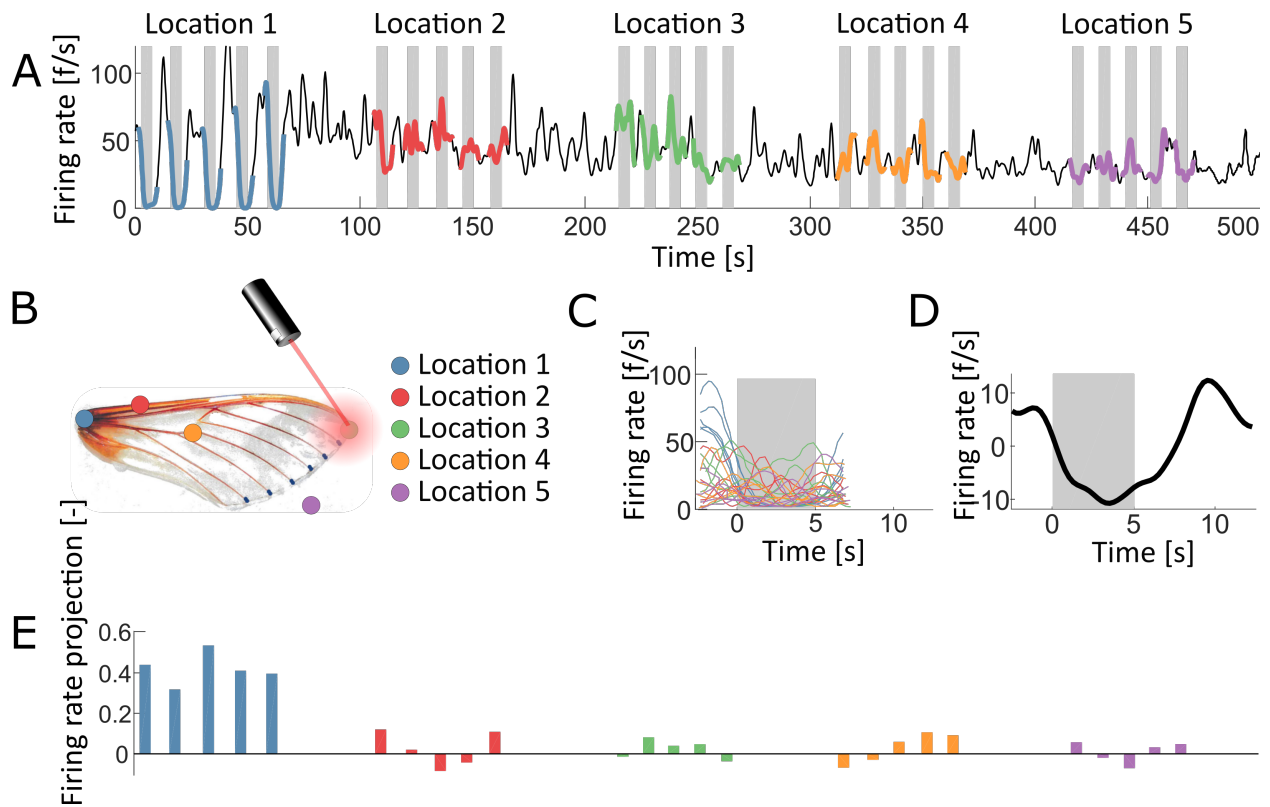 Location 1 Location 2 Location 3 Location 4 Location 5
A
Firing rate [f/s]
100
50
0
0 50 100 150 200 250 300 350 400 450 500
Time [s]
B
Location 1
Location 2
Location 3
Location 4
Location 5
C
Firing rate [f/s]
100
50
0
0 5 10
Time [s]
D
Firing rate [f/s]
10
0
-10
0 5 10
Time [s]
E
Firing rate projection [-]
0.6
0.4
0.2
0